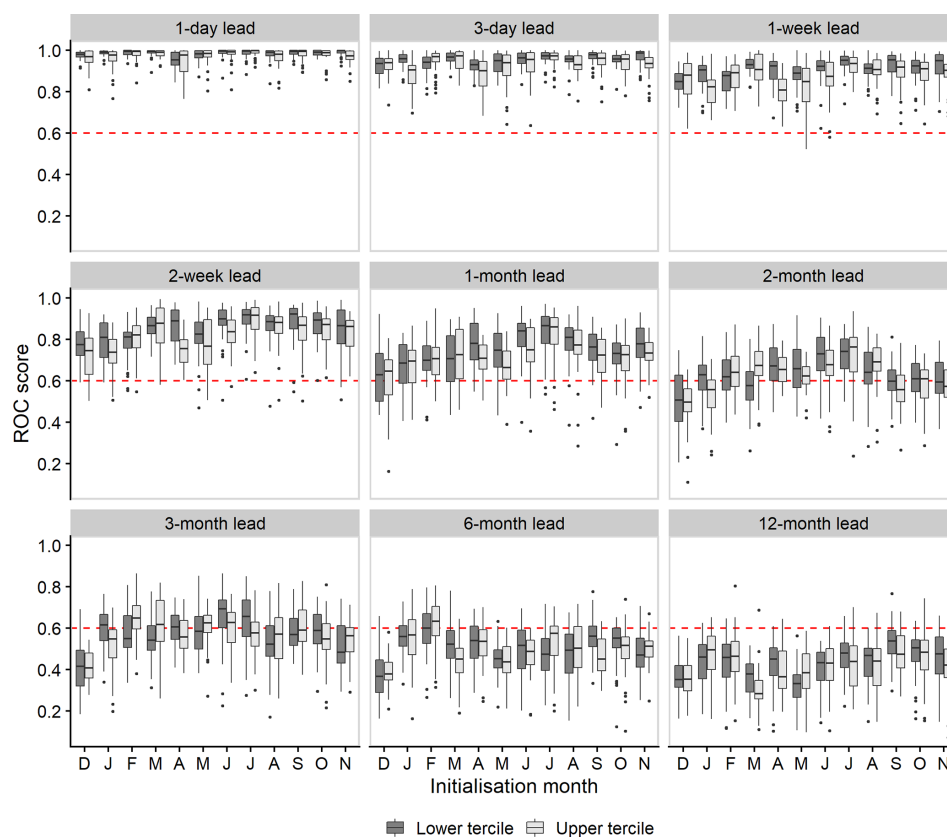 1-day lead 3-day lead 1-week lead
1.0
0.8
0.6
0.4
0.2
2-week lead 1-month lead 2-month lead
1.0
0.8
0.6
0.4
0.2
ROC score
3-month lead 6-month lead 12-month lead
1.0
0.8
0.6
0.4
0.2
D J F M A M J J A S O N D J F M A M J J A S O N D J F M A M J J A S O N
Initialisation month
Lower tercile Upper tercile